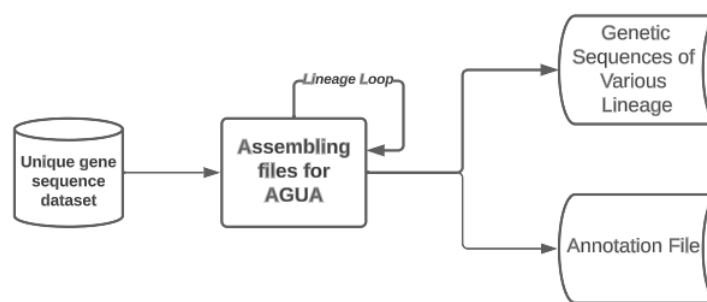 Unique gene
sequence
dataset
Lineage Loop
Assembling
files for
AGUA
Genetic
Sequences of
Various
Lineage
Annotation File